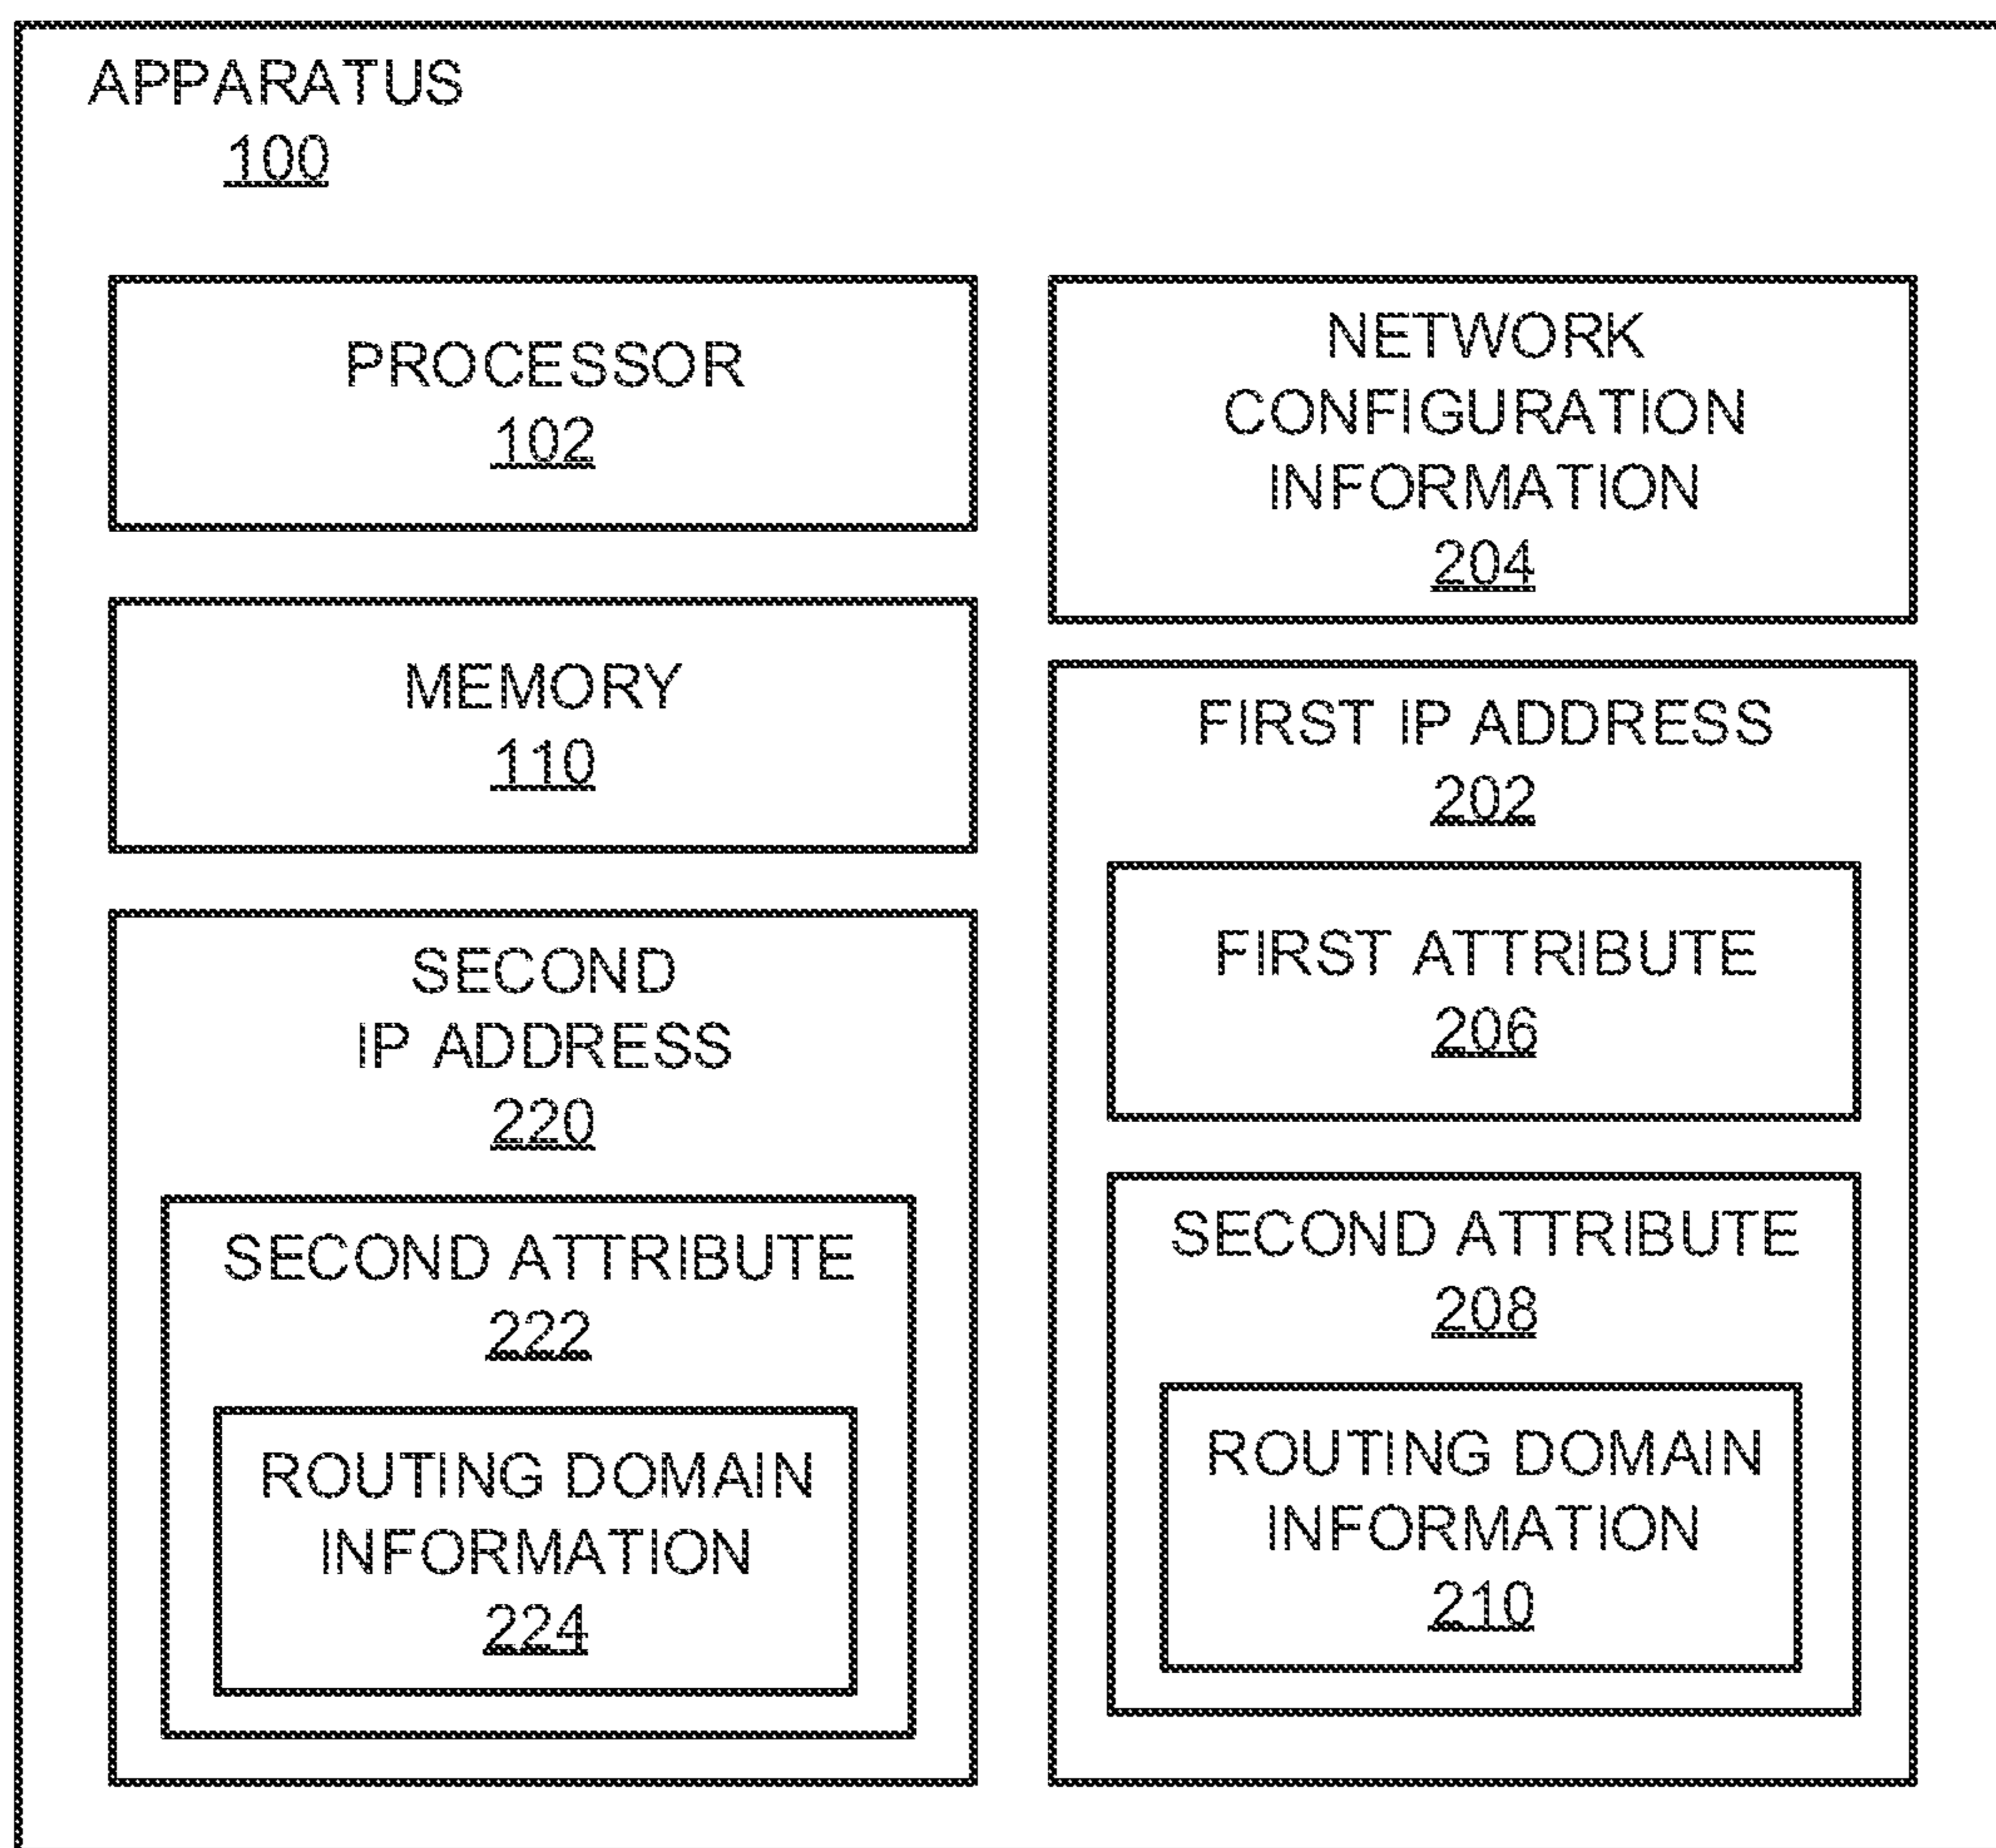 APPARATUS
100
PROCESSOR
102
MEMORY
110
SECOND
IP ADDRESS
220
SECOND ATTRIBUTE
222
ROUTING DOMAIN
INFORMATION
224
NETWORK
CONFIGURATION
INFORMATION
204
FIRST IP ADDRESS
202
FIRST ATTRIBUTE
206
SECOND ATTRIBUTE
208
ROUTING DOMAIN
INFORMATION
210